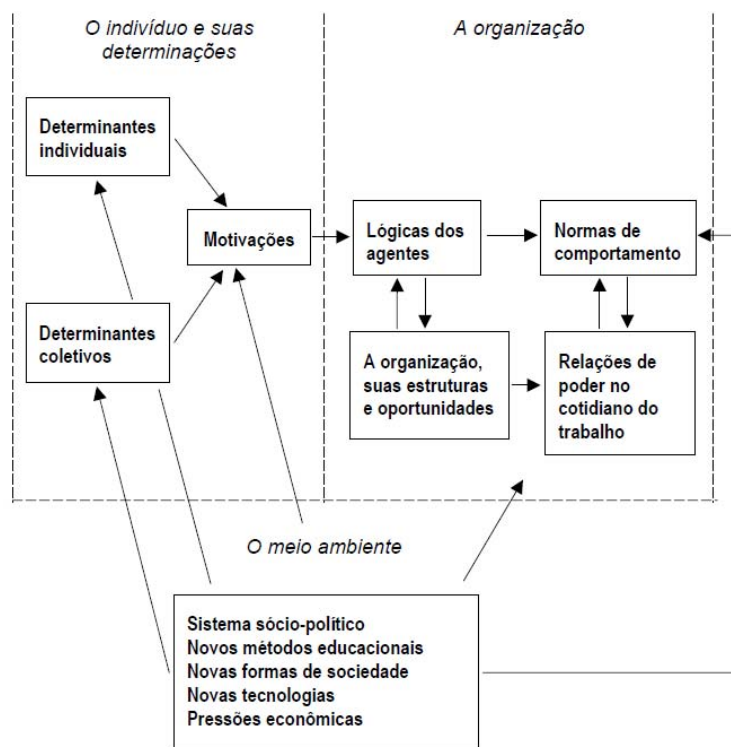 O indivíduo e suas
determinações
A organização
Determinantes
individuais
Motivações
Lógicas dos
agentes
Normas de
comportamento
Determinantes
coletivos
A organização,
suas estruturas
e oportunidades
Relações de
poder no
cotidiano do
trabalho
O meio ambiente
Sistema sócio-político
Novos métodos educacionais
Novas formas de sociedade
Novas tecnologias
Pressões econômicas